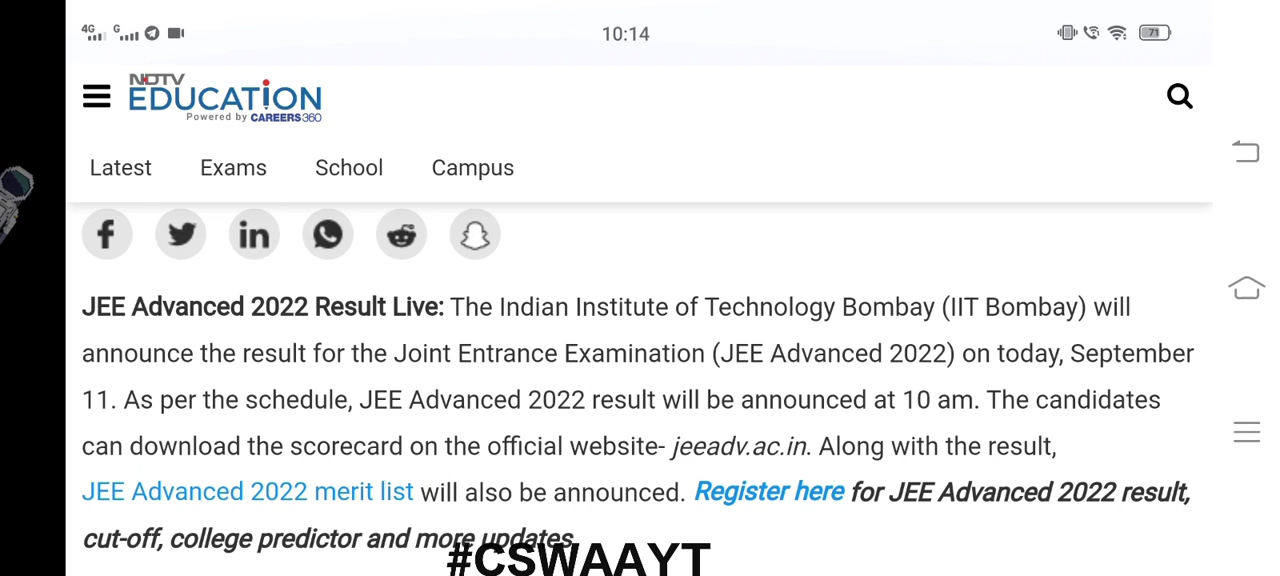 4G G 10:14 71
NDTV
EDUCATION
Powered by CAREERS360
Latest Exams School Campus
JEE Advanced 2022 Result Live: The Indian Institute of Technology Bombay (IIT Bombay) will
announce the result for the Joint Entrance Examination (JEE Advanced 2022) on today, September
11. As per the schedule, JEE Advanced 2022 result will be announced at 10 am. The candidates
can download the scorecard on the official website- jeeadv.ac.in. Along with the result,
JEE Advanced 2022 merit list will also be announced. Register here for JEE Advanced 2022 result,
cut-off, college predictor and more updates
#CSWAAYT